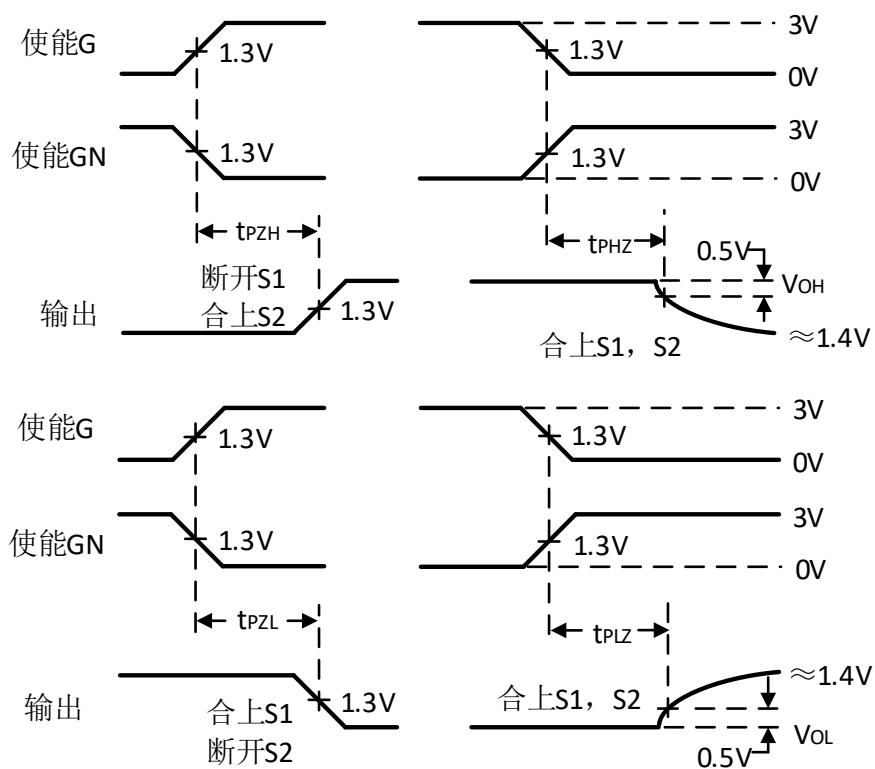 使能G
1.3V
1.3V
3V
0V
使能GN
1.3V
1.3V
3V
0V
tPZH
tPHZ
0.5V
VOH
断开S1
合上S2
输出
1.3V
合上S1，S2
≈1.4V
使能G
1.3V
1.3V
3V
0V
使能GN
1.3V
1.3V
3V
0V
tPZL
tPLZ
≈1.4V
输出
合上S1
断开S2
1.3V
合上S1，S2
VOL
0.5V